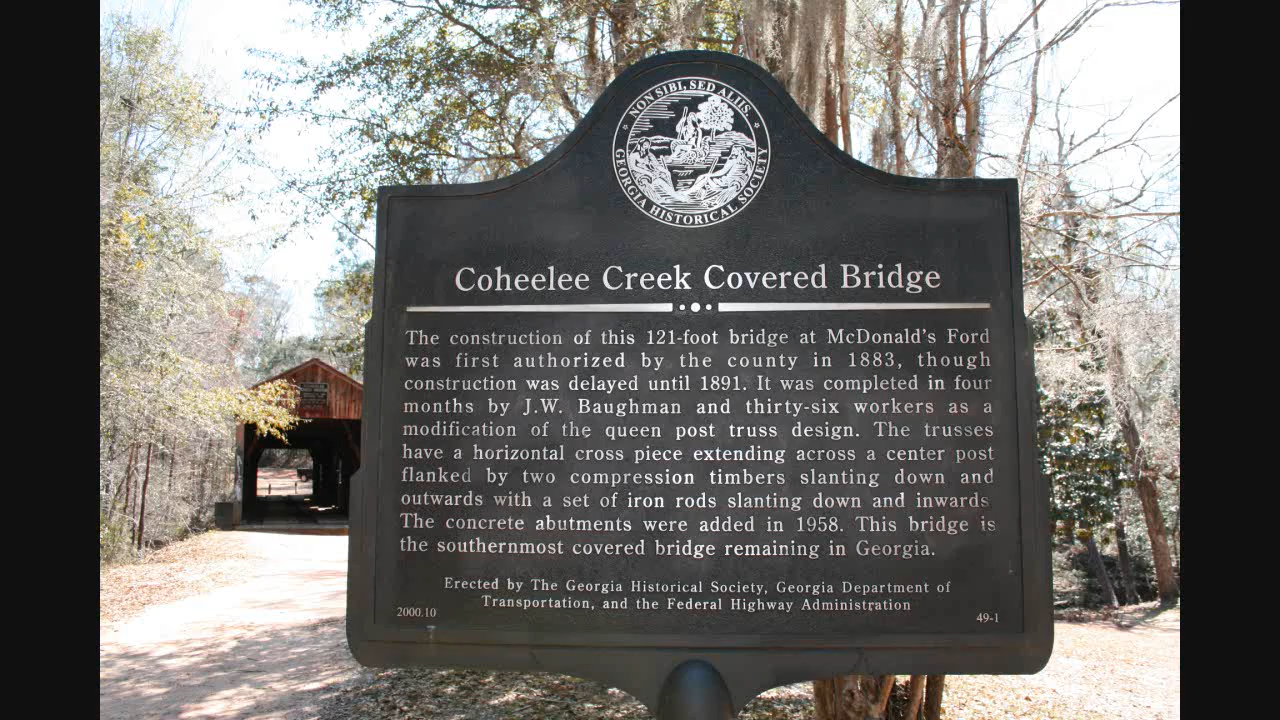 NON SIBI, SED ALIIS.
GEORGIA HISTORICAL SOCIETY
Coheelee Creek Covered Bridge
The construction of this 121-foot bridge at McDonald's Ford
was first authorized by the county in 1883, though
construction was delayed until 1891. It was completed in four
months by J.W. Baughman and thirty-six workers as a
modification of the queen post truss design. The trusses
have a horizontal cross piece extending across a center post
flanked by two compression timbers slanting down and
outwards with a set of iron rods slanting down and inwards
The concrete abutments were added in 1958. This bridge is
the southernmost covered bridge remaining in Georgia.
Erected by The Georgia Historical Society, Georgia Department of
Transportation, and the Federal Highway Administration
2000.10
49-1